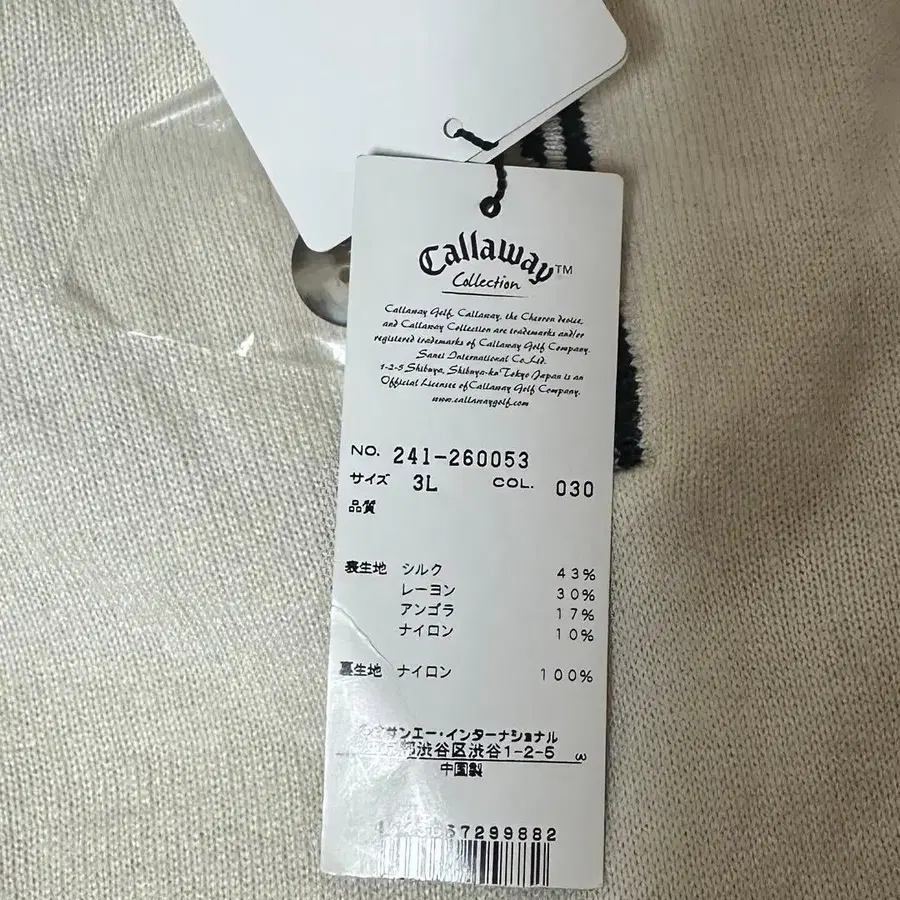 Callaway™
Collection
Callaway Golf, Callaway, the Chevron device,
and Callaway Collection are trademarks and/or
registered trademarks of Callaway Golf Company.
Sanei International Co.Ltd.
1-2-5 Shibuya, Shibuya-ku Tokyo Japan is an
Official Licensee of Callaway Golf Company.
www.callawaygolf.com
NO. 241-260053
サイズ 3L COL. 030
品質
表生地 シルク 43%
レーヨン 30%
アンゴラ 17%
ナイロン 10%
裏生地 ナイロン 100%
サンエー・インターナショナル
渋谷区渋谷1-2-5 ω
中国製
67299882